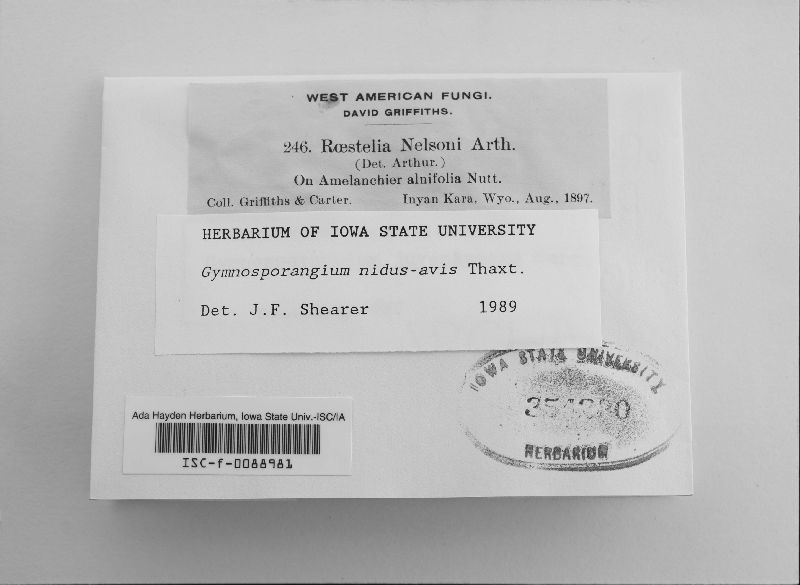 WEST AMERICAN FUNGI.
DAVID GRIFFITHS.
246. Rœstelia Nelsoni Arth.
(Det. Arthur.)
On Amelanchier alnifolia Nutt.
Coll. Griffiths & Carter. Inyan Kara, Wyo., Aug., 1897.
HERBARIUM OF IOWA STATE UNIVERSITY
Gymnosporangium nidus-avis Thaxt.
Det. J.F. Shearer 1989
IOWA STATE UNIVERSITY
HERBARIUM
Ada Hayden Herbarium, Iowa State Univ.-ISC/IA
ISC-f-0088981